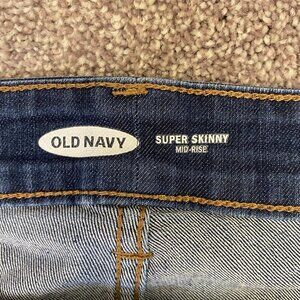 OLD NAVY
SUPER SKINNY
MID-RISE